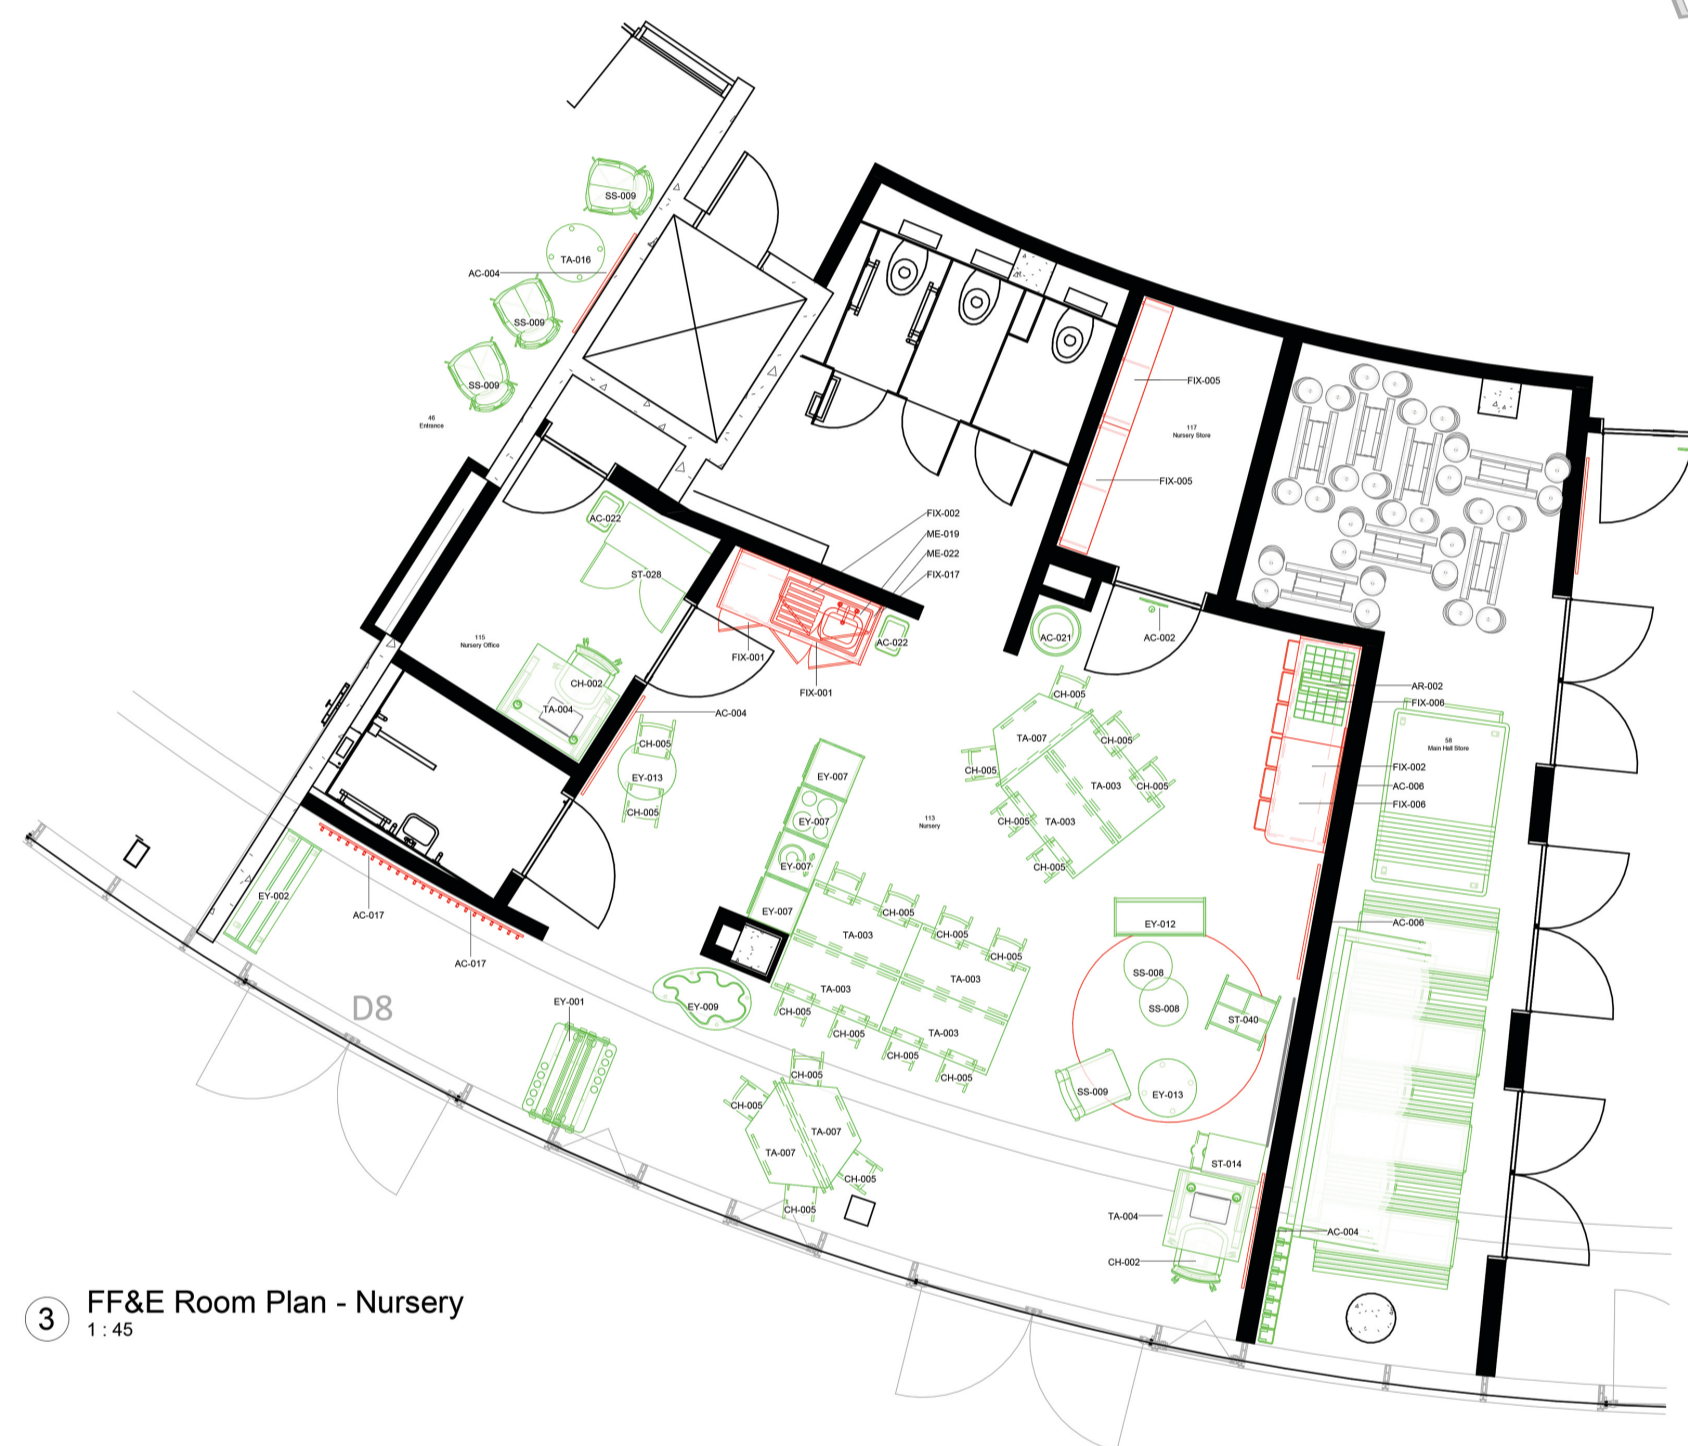 SS-009
TA-016
AC-004
SS-009
SS-009
46
Entrance
FIX-005
117
Nursery Store
FIX-005
AC-022
FIX-002
ME-019
ME-022
FIX-017
ST-028
115
Nursery Office
AC-022
AC-021
AC-002
FIX-001
FIX-001
CH-002
TA-004
AC-004
CH-005
EY-013
CH-005
CH-005
TA-007
CH-005
CH-005
CH-005
TA-003
CH-005
TA-003
CH-005
AR-002
FIX-006
58
Main Hall Store
FIX-002
AC-006
FIX-006
EY-007
EY-007
EY-007
EY-007
113
Nursery
EY-002
AC-017
AC-017
CH-005
CH-005
CH-005
TA-003
TA-003
TA-003
TA-003
CH-005
CH-005
CH-005
CH-005
EY-012
AC-006
SS-008
SS-008
ST-040
SS-009
EY-013
D8
EY-001
EY-009
CH-005
CH-005
TA-007
TA-007
CH-005
CH-005
ST-014
TA-004
AC-004
CH-002
3
FF&E Room Plan - Nursery
1 : 45